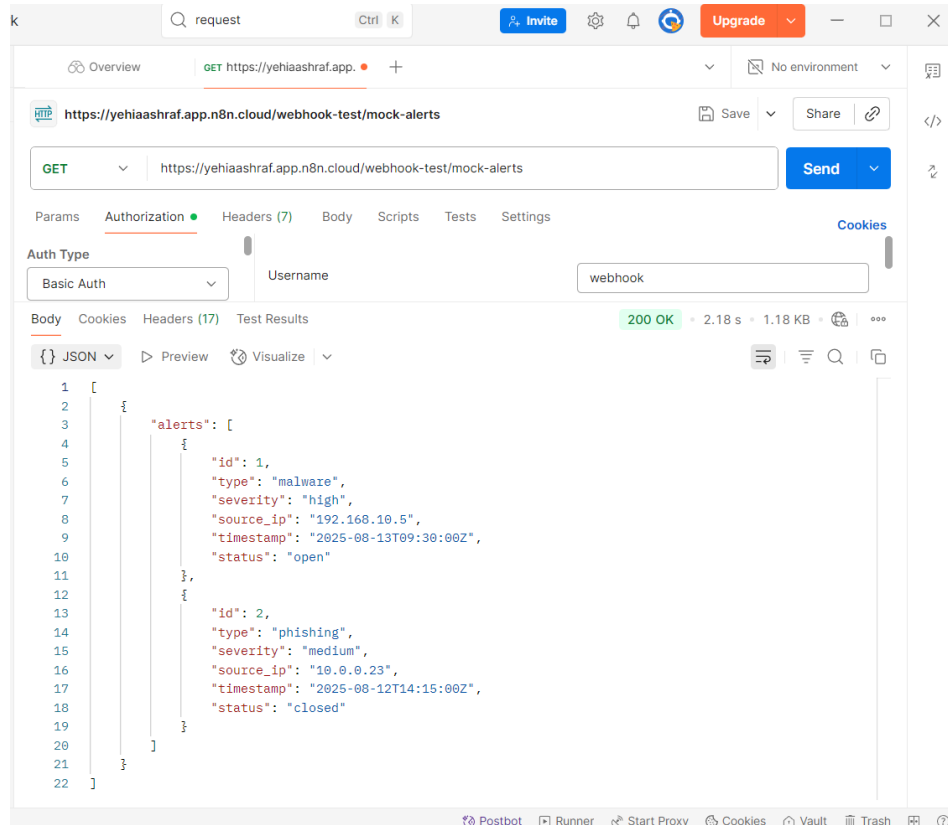 k
request Ctrl K Invite Upgrade
Overview GET https://yehiaashraf.app. No environment
HTTP https://yehiaashraf.app.n8n.cloud/webhook-test/mock-alerts Save Share
GET https://yehiaashraf.app.n8n.cloud/webhook-test/mock-alerts Send
Params Authorization Headers (7) Body Scripts Tests Settings
Cookies
Auth Type
Username webhook
Basic Auth
Body Cookies Headers (17) Test Results 200 OK 2.18 s 1.18 KB
{} JSON Preview Visualize
1 [
2 {
3 "alerts": [
4 {
5 "id": 1,
6 "type": "malware",
7 "severity": "high",
8 "source_ip": "192.168.10.5",
9 "timestamp": "2025-08-13T09:30:00Z",
10 "status": "open"
11 },
12 {
13 "id": 2,
14 "type": "phishing",
15 "severity": "medium",
16 "source_ip": "10.0.0.23",
17 "timestamp": "2025-08-12T14:15:00Z",
18 "status": "closed"
19 }
20 ]
21 }
22 ]
Postbot Runner Start Proxy Cookies Vault Trash